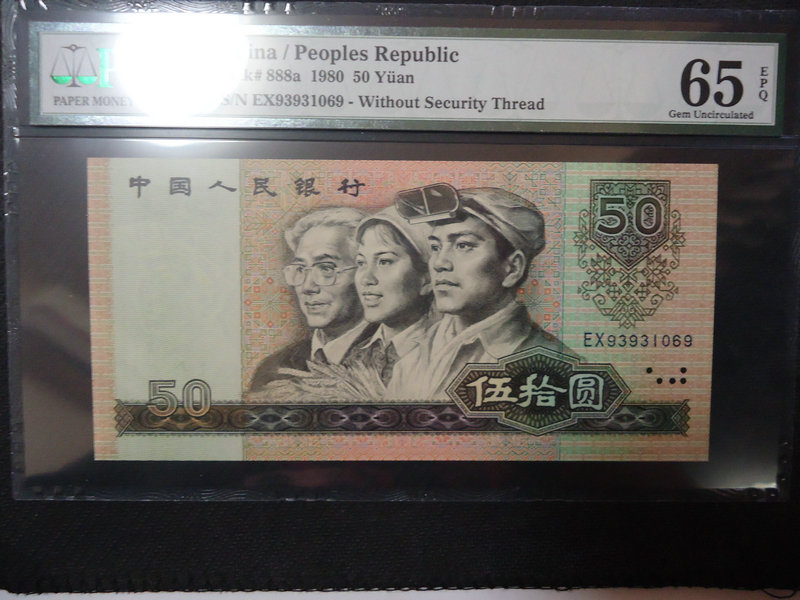 / Peoples Republic
888a 1980 50 Yüan
PAPER MONEY
EX93931069 - Without Security Thread
65
EPQ
Gem Uncirculated
中国人民银行
50
EX93931069
50
伍拾圆